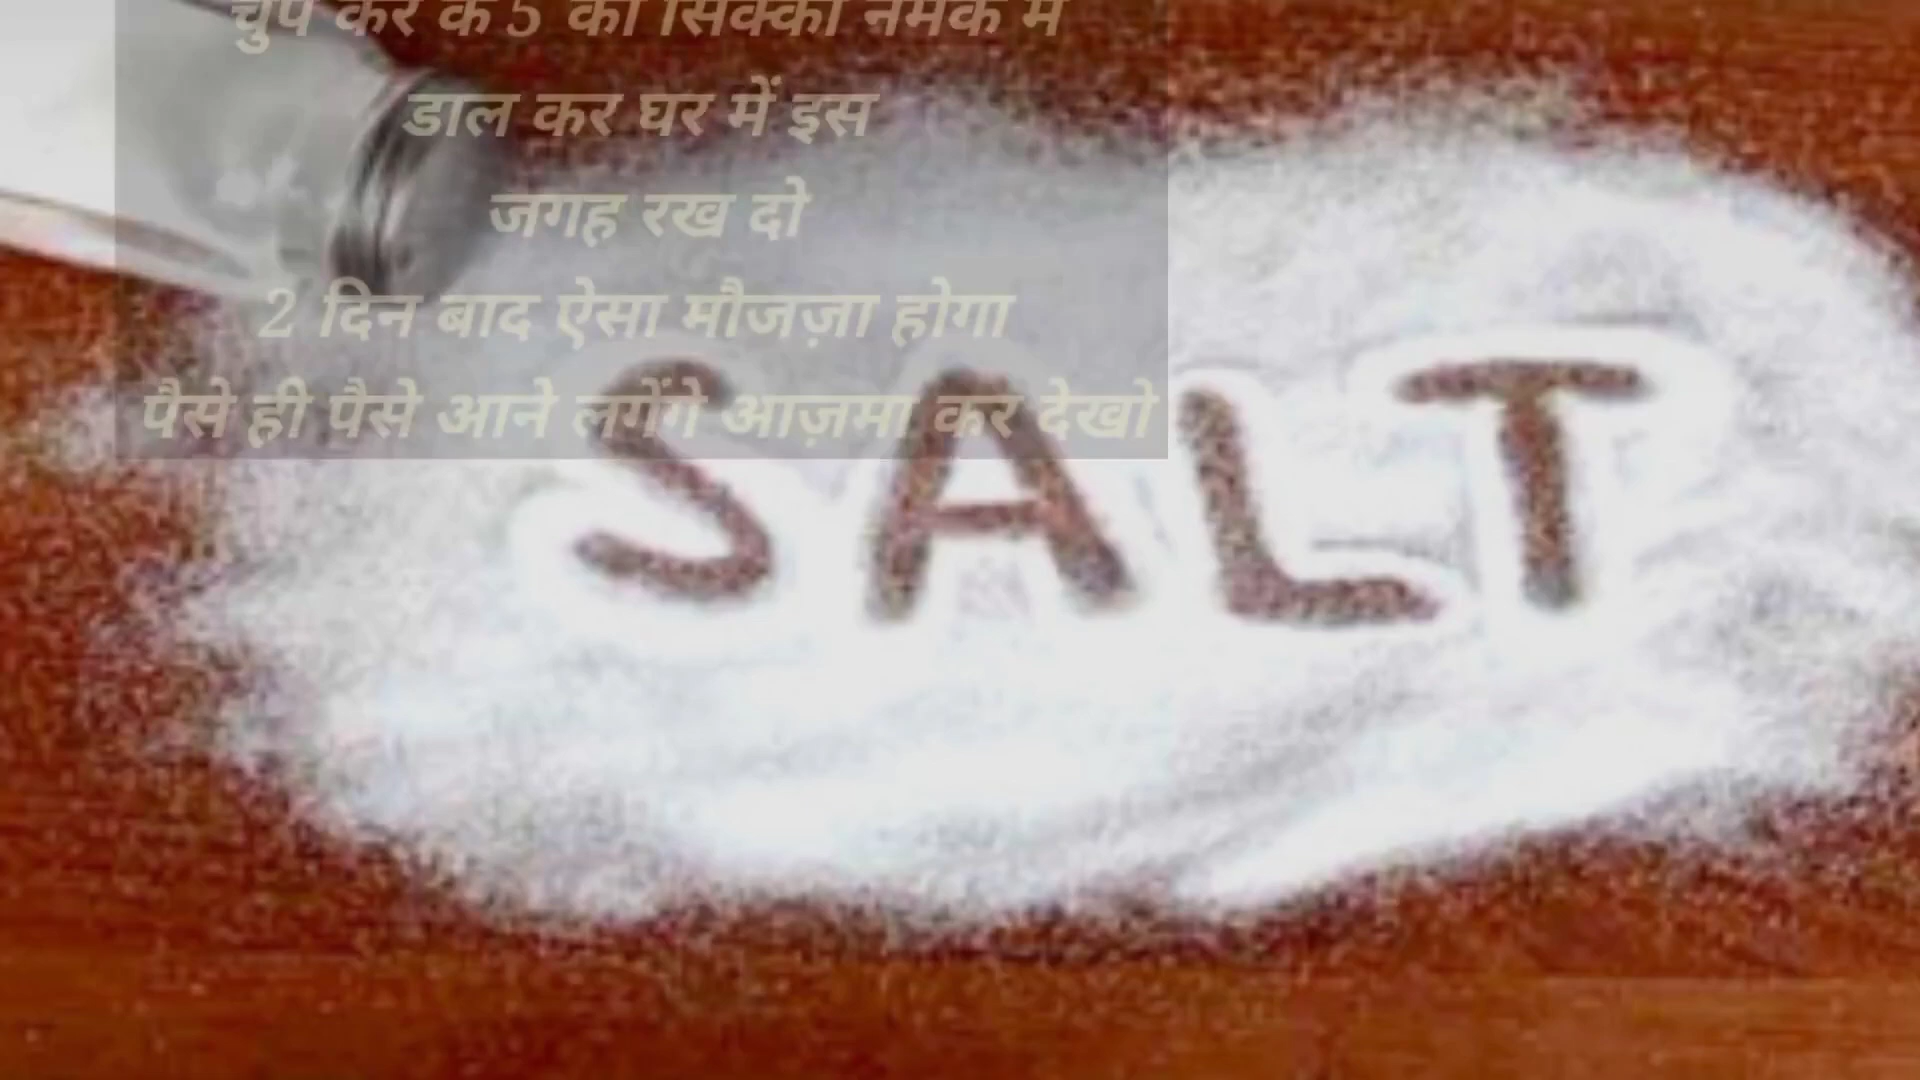 चुप कर के 5 का सिक्का नमक में
डाल कर घर में इस
जगह रख दो
2 दिन बाद ऐसा मौजज़ा होगा
पैसे ही पैसे आने लगेंगे आज़मा कर देखो
SALT